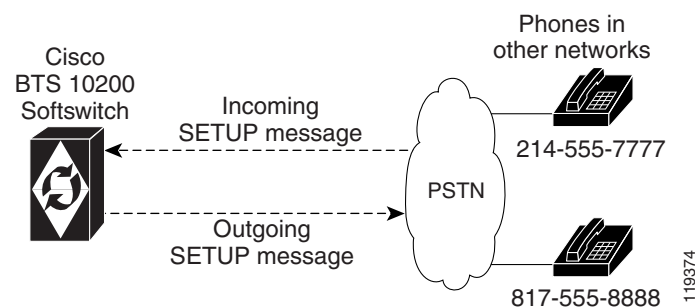 Cisco
BTS 10200
Softswitch
Incoming
SETUP message
Outgoing
SETUP message
PSTN
Phones in
other networks
214-555-7777
817-555-8888
119374